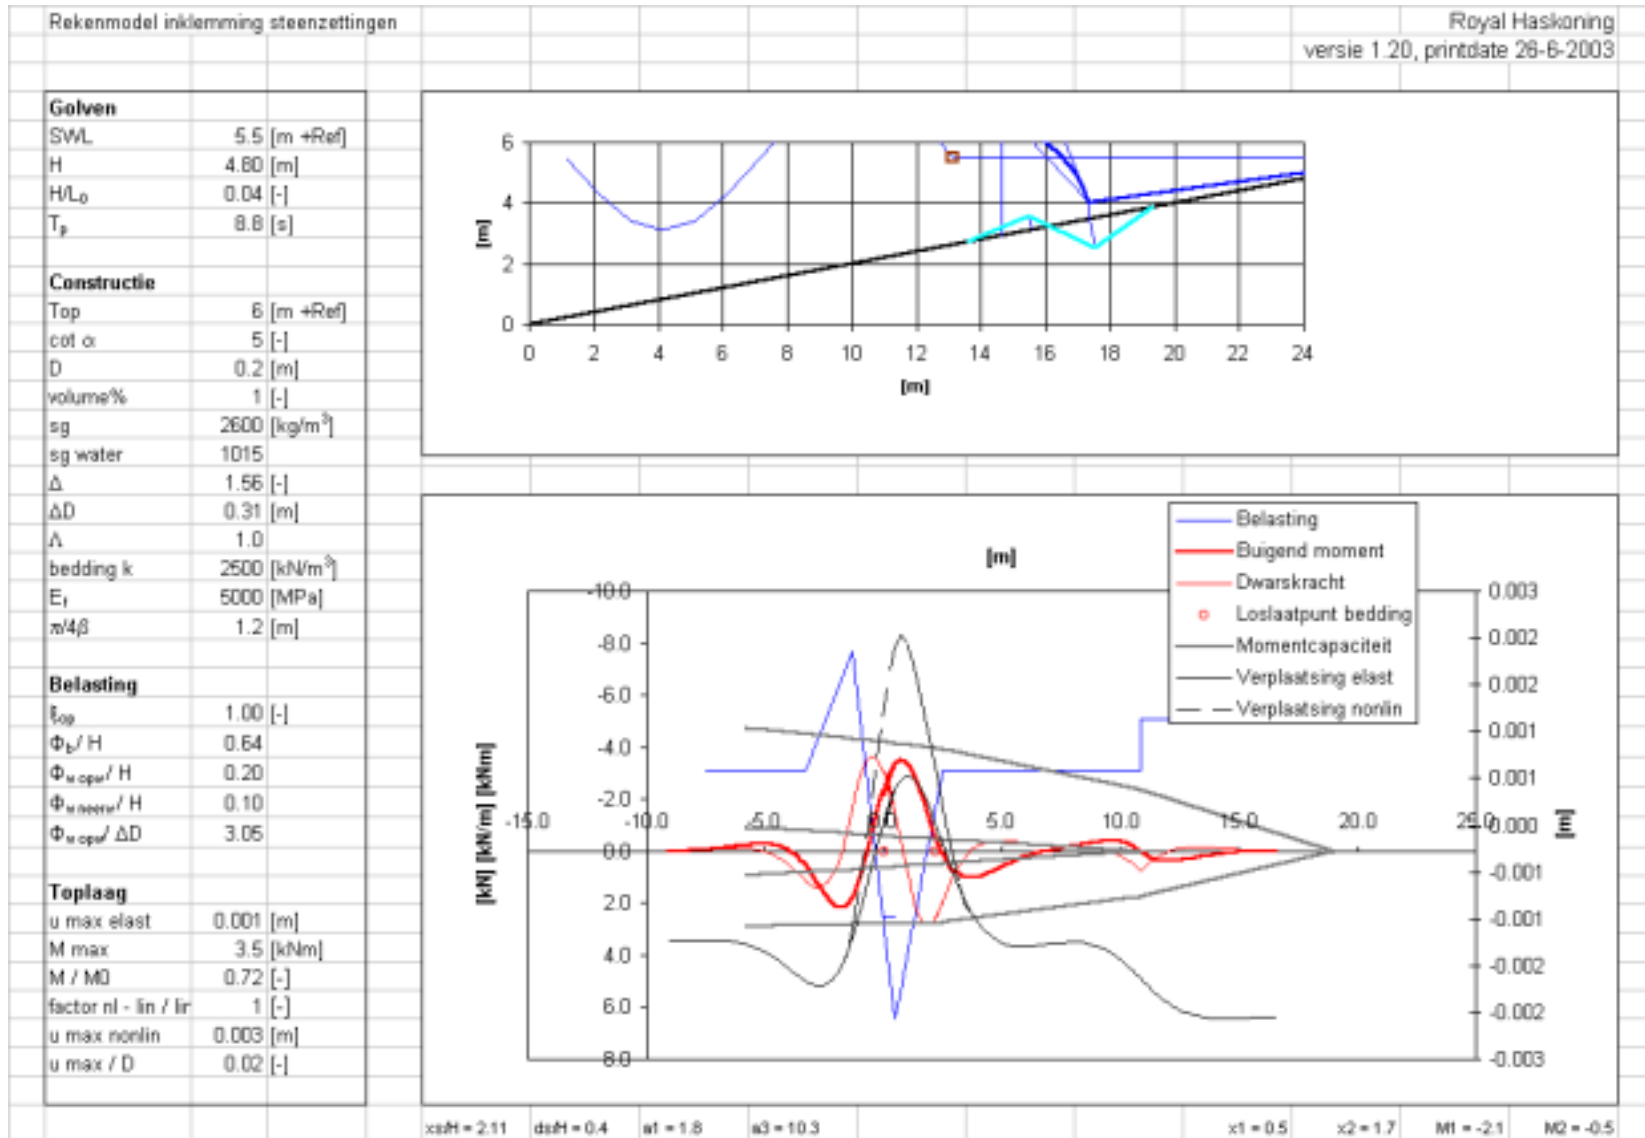 Rekenmodel inklemming steenzettingen
Royal Haskoning
versie 1.20, printdate 26-6-2003
Golven
SWL 5.5 [m +Ref]
H 4.80 [m]
H/L₀ 0.04 [-]
Tₚ 8.8 [s]
Constructie
Top 6 [m +Ref]
cot α 5 [-]
D 0.2 [m]
volume% 1 [-]
sg 2600 [kg/m³]
sg water 1015
Δ 1.56 [-]
ΔD 0.31 [m]
Λ 1.0
bedding k 2500 [kN/m³]
E_f 5000 [MPa]
π/4β 1.2 [m]
Belasting
ξ_op 1.00 [-]
Φ_b/ H 0.64
Φ_w opw/ H 0.20
Φ_w neerw/ H 0.10
Φ_w opw/ ΔD 3.05
Toplaag
u max elast 0.001 [m]
M max 3.5 [kNm]
M / M0 0.72 [-]
factor nl - lin / lir 1 [-]
u max nonlin 0.003 [m]
u max / D 0.02 [-]
6
4
2
0
[m]
0 2 4 6 8 10 12 14 16 18 20 22 24
[m]
Belasting
Buigend moment
Dwarskracht
Loslaatpunt bedding
Momentcapaciteit
Verplaatsing elast
Verplaatsing nonlin
[m]
-10.0
-8.0
-6.0
-4.0
-2.0
0.0
2.0
4.0
6.0
8.0
[kN] [kN/m] [kNm]
-15.0 -10.0 -5.0 0.0 5.0 10.0 15.0 20.0 25.0
0.003
0.002
0.002
0.001
0.001
0.000
-0.001
-0.001
-0.002
-0.002
-0.003
[m]
xs/H = 2.11 ds/H = 0.4 a1 = 1.8 a3 = 10.3 x1 = 0.5 x2 = 1.7 M1 = -2.1 M2 = -0.5